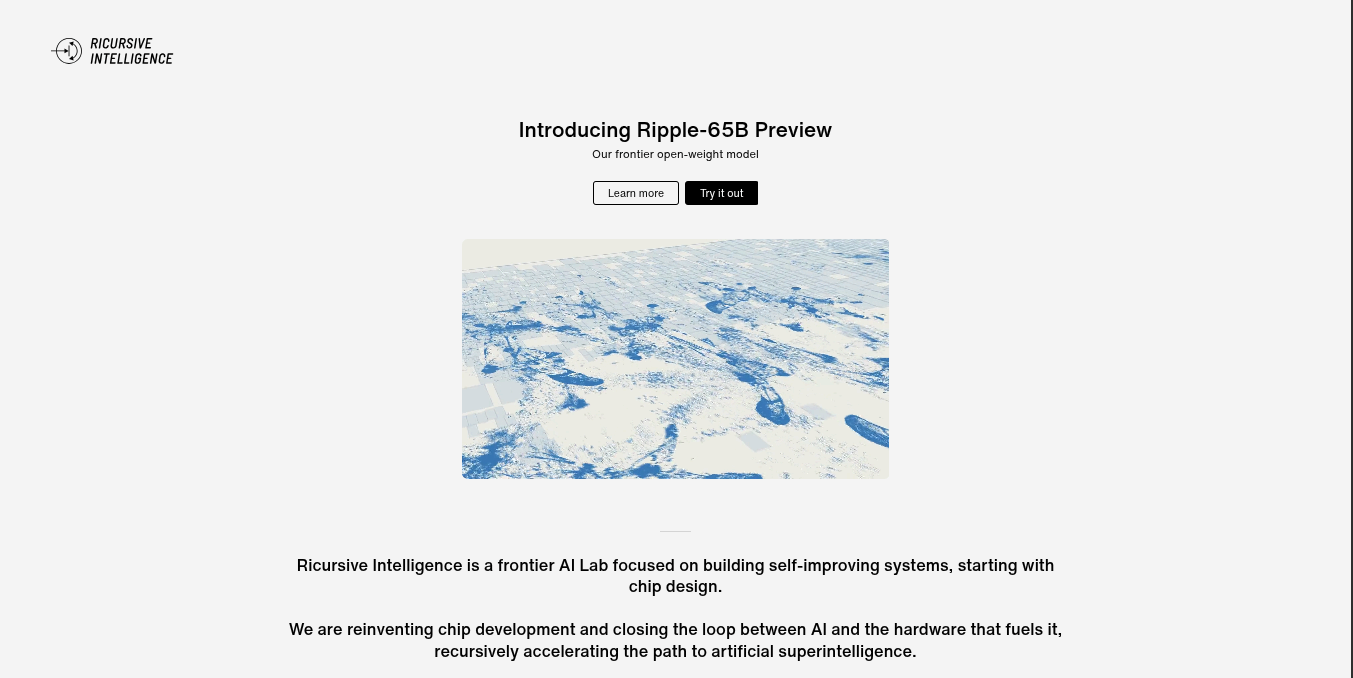 RICURSIVE
INTELLIGENCE
Introducing Ripple-65B Preview
Our frontier open-weight model
Learn more
Try it out
Ricursive Intelligence is a frontier AI Lab focused on building self-improving systems, starting with
chip design.
We are reinventing chip development and closing the loop between AI and the hardware that fuels it,
recursively accelerating the path to artificial superintelligence.